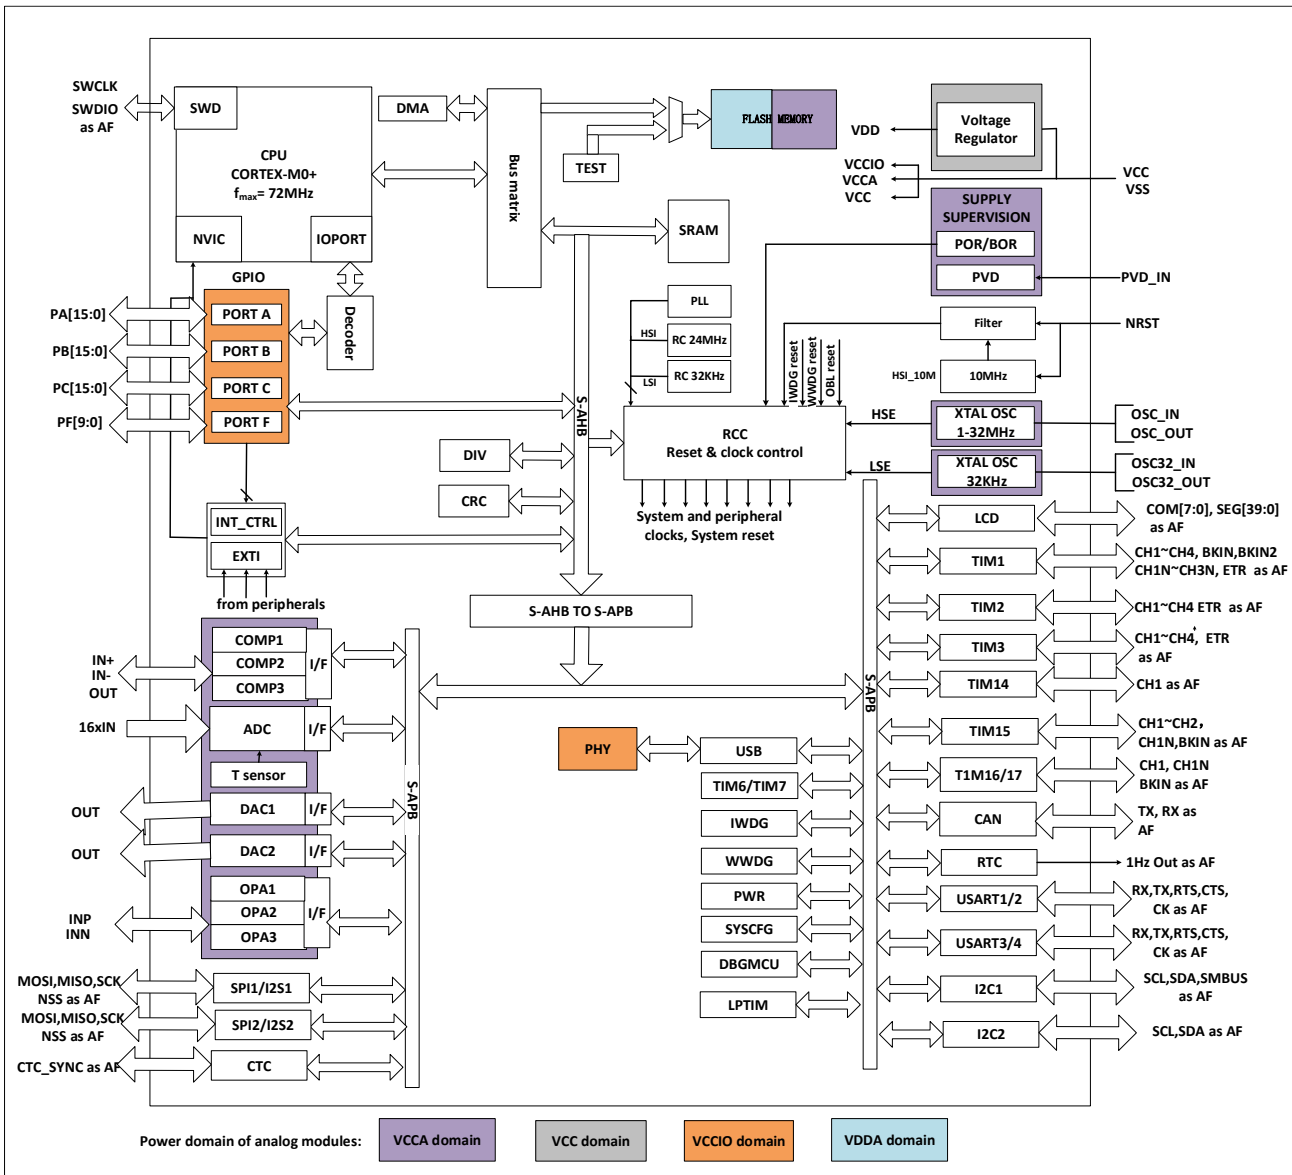 SWCLK
SWDIO
as AF
SWD
CPU
CORTEX-M0+
fmax= 72MHz
NVIC
IOPORT
DMA
Bus matrix
TEST
FLASH MEMORY
SRAM
VDD
Voltage
Regulator
VCCIO
VCCA
VCC
VCC
VSS
SUPPLY
SUPERVISION
POR/BOR
PVD
PVD_IN
GPIO
PA[15:0]
PORT A
PB[15:0]
PORT B
PC[15:0]
PORT C
PF[9:0]
PORT F
Decoder
PLL
HSI
RC 24MHz
LSI
RC 32KHz
IWDG reset
WWDG reset
OBL reset
Filter
NRST
HSI_10M
10MHz
S-AHB
RCC
Reset & clock control
HSE
XTAL OSC
1-32MHz
OSC_IN
OSC_OUT
LSE
XTAL OSC
32KHz
OSC32_IN
OSC32_OUT
DIV
CRC
System and peripheral
clocks, System reset
INT_CTRL
EXTI
from peripherals
S-AHB TO S-APB
COMP1
COMP2
COMP3
I/F
IN+
IN-
OUT
16xIN
ADC
I/F
T sensor
OUT
DAC1
I/F
OUT
DAC2
I/F
OPA1
OPA2
OPA3
I/F
INP
INN
MOSI,MISO,SCK
NSS as AF
SPI1/I2S1
MOSI,MISO,SCK
NSS as AF
SPI2/I2S2
CTC_SYNC as AF
CTC
S-APB
PHY
USB
TIM6/TIM7
IWDG
WWDG
PWR
SYSCFG
DBGMCU
LPTIM
S-APB
LCD
COM[7:0], SEG[39:0]
as AF
TIM1
CH1~CH4, BKIN,BKIN2
CH1N~CH3N, ETR as AF
TIM2
CH1~CH4 ETR as AF
TIM3
CH1~CH4, ETR
as AF
TIM14
CH1 as AF
TIM15
CH1~CH2,
CH1N,BKIN as AF
T1M16/17
CH1, CH1N
BKIN as AF
CAN
TX, RX as
AF
RTC
1Hz Out as AF
USART1/2
RX,TX,RTS,CTS,
CK as AF
USART3/4
RX,TX,RTS,CTS,
CK as AF
I2C1
SCL,SDA,SMBUS
as AF
I2C2
SCL,SDA as AF
Power domain of analog modules:
VCCA domain
VCC domain
VCCIO domain
VDDA domain